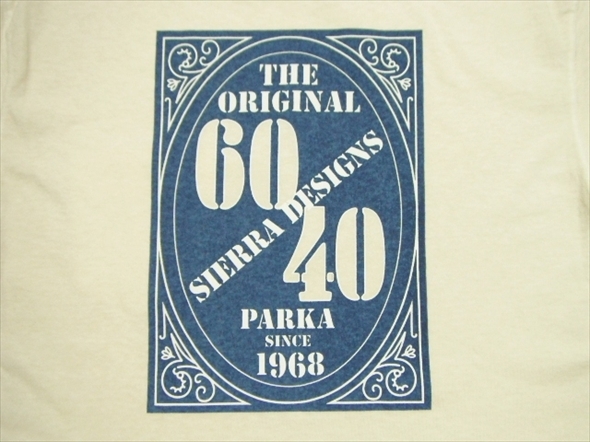 THE
ORIGINAL
60
SIERRA DESIGNS
40
PARKA
SINCE
1968